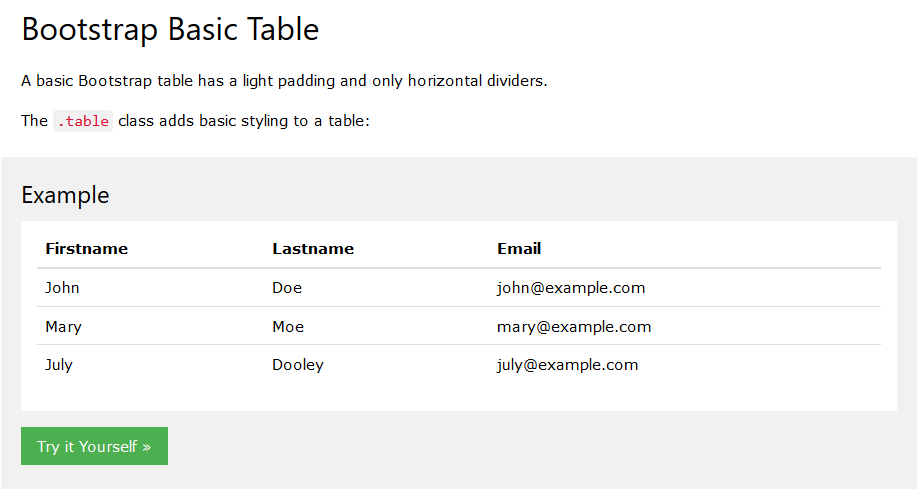 Bootstrap Basic Table
A basic Bootstrap table has a light padding and only horizontal dividers.
The .table class adds basic styling to a table:
Example
Firstname Lastname Email
John Doe john@example.com
Mary Moe mary@example.com
July Dooley july@example.com
Try it Yourself »